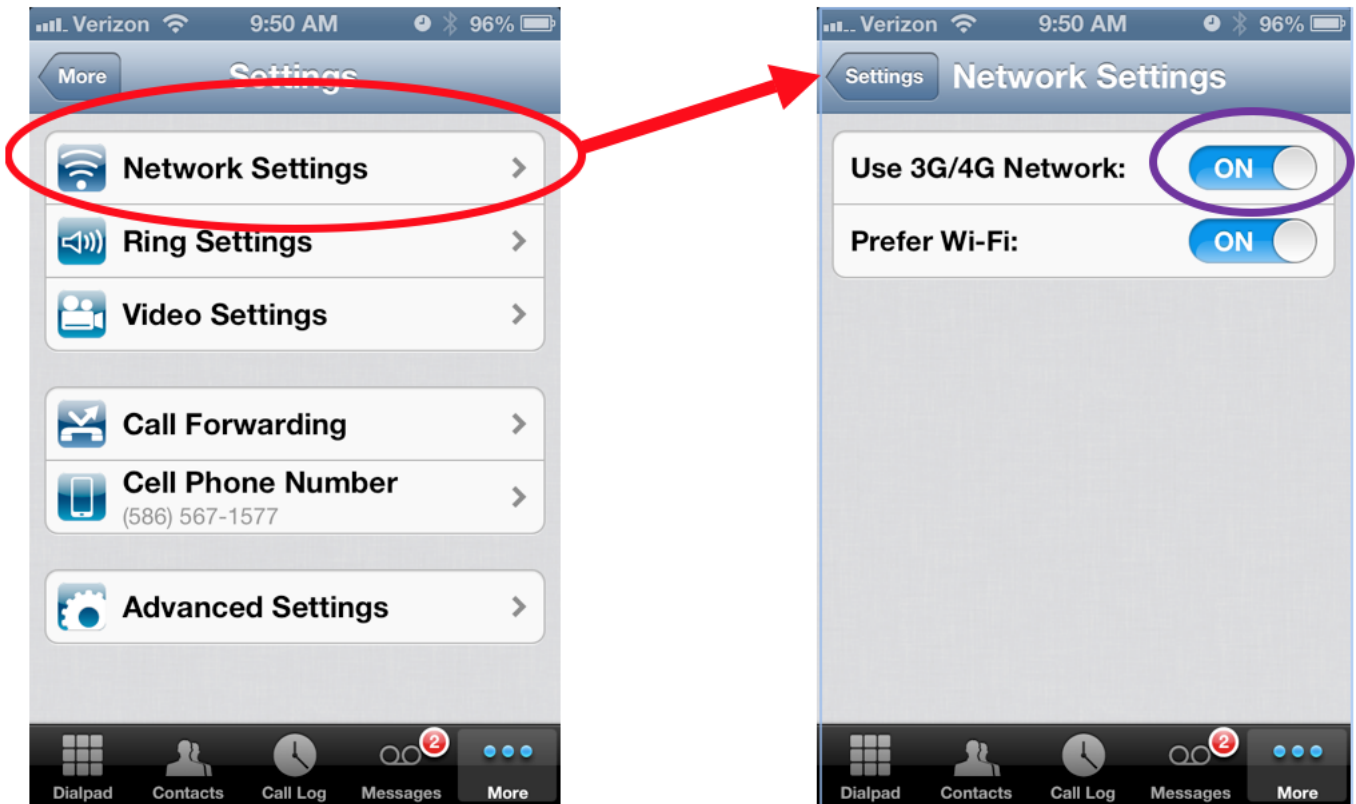 Verizon 9:50 AM 96%
More Settings
Network Settings
Ring Settings
Video Settings
Call Forwarding
Cell Phone Number
(586) 567-1577
Advanced Settings
2
Dialpad Contacts Call Log Messages More
Verizon 9:50 AM 96%
Settings Network Settings
Use 3G/4G Network: ON
Prefer Wi-Fi: ON
2
Dialpad Contacts Call Log Messages More